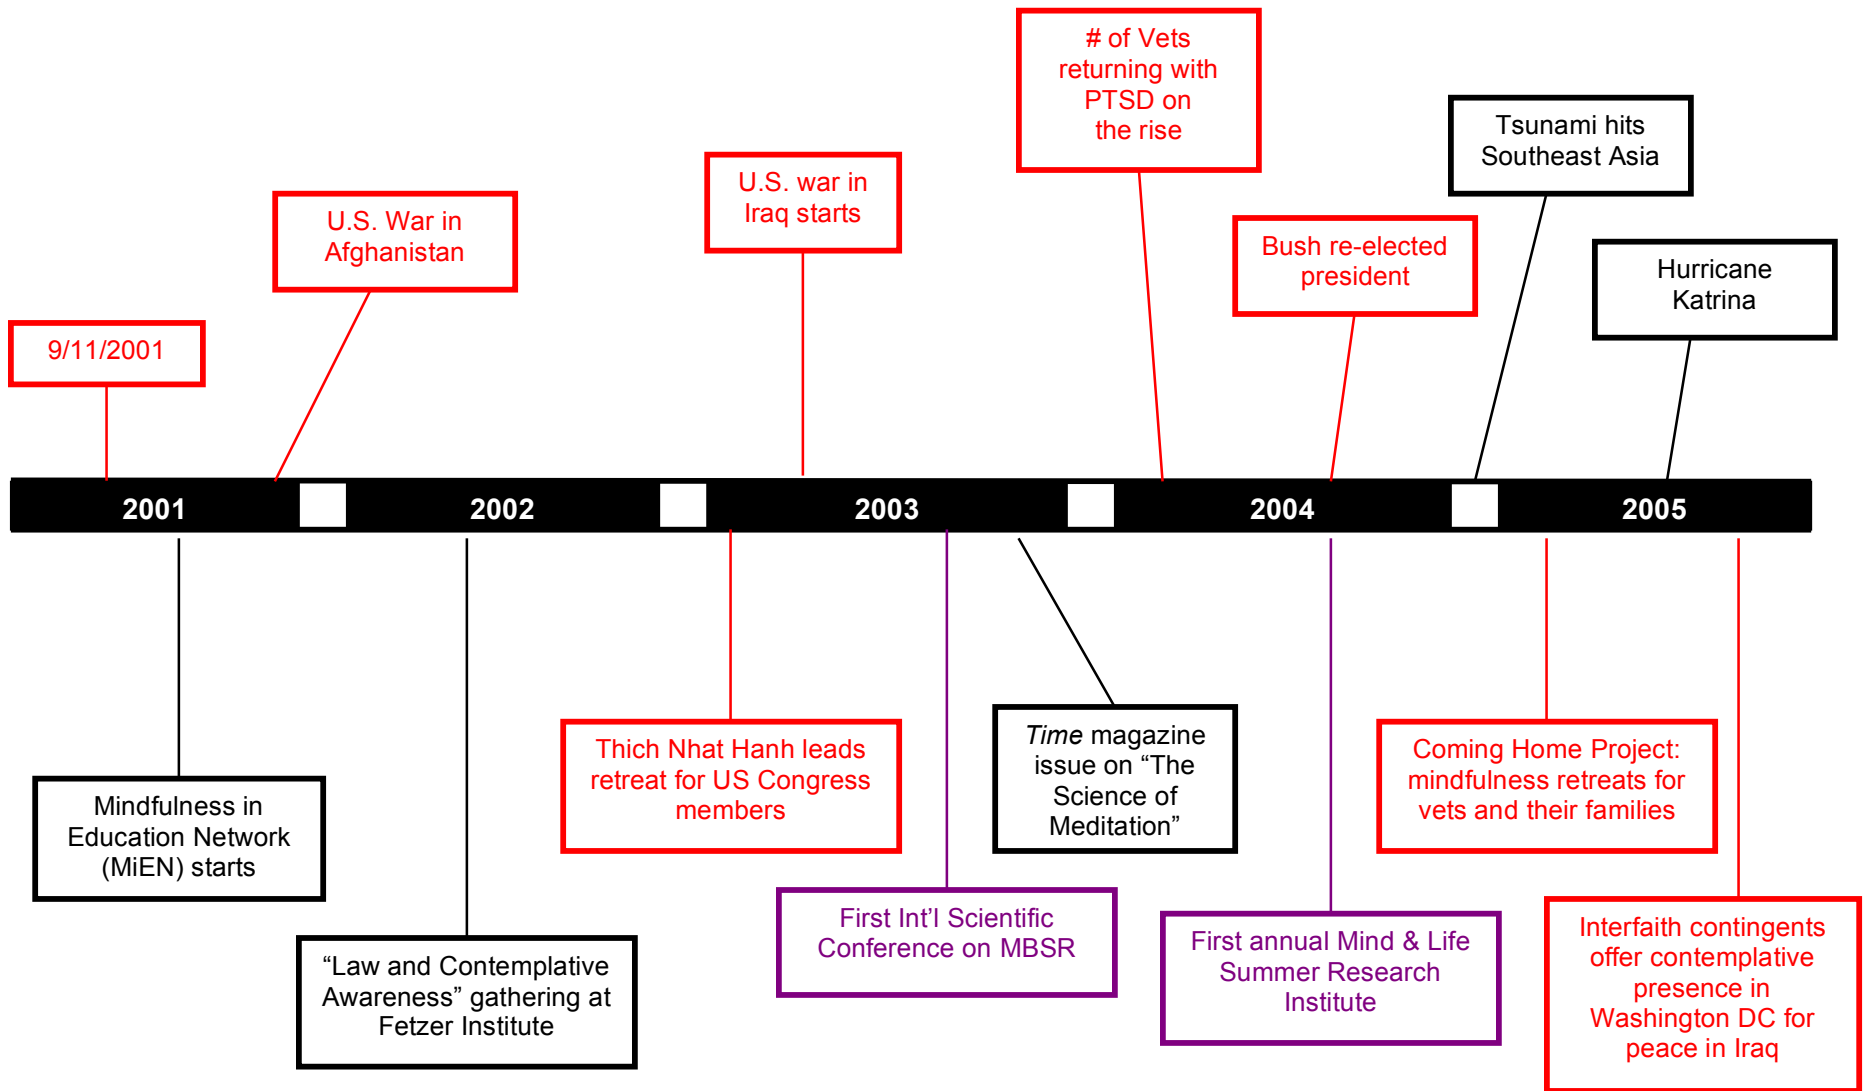 # of Vets
returning with
PTSD on
the rise
Tsunami hits
Southeast Asia
U.S. war in
Iraq starts
U.S. War in
Afghanistan
Bush re-elected
president
Hurricane
Katrina
9/11/2001
2001
2002
2003
2004
2005
Mindfulness in
Education Network
(MiEN) starts
“Law and Contemplative
Awareness” gathering at
Fetzer Institute
Thich Nhat Hanh leads
retreat for US Congress
members
First Int’l Scientific
Conference on MBSR
Time magazine
issue on “The
Science of
Meditation”
First annual Mind & Life
Summer Research
Institute
Coming Home Project:
mindfulness retreats for
vets and their families
Interfaith contingents
offer contemplative
presence in
Washington DC for
peace in Iraq